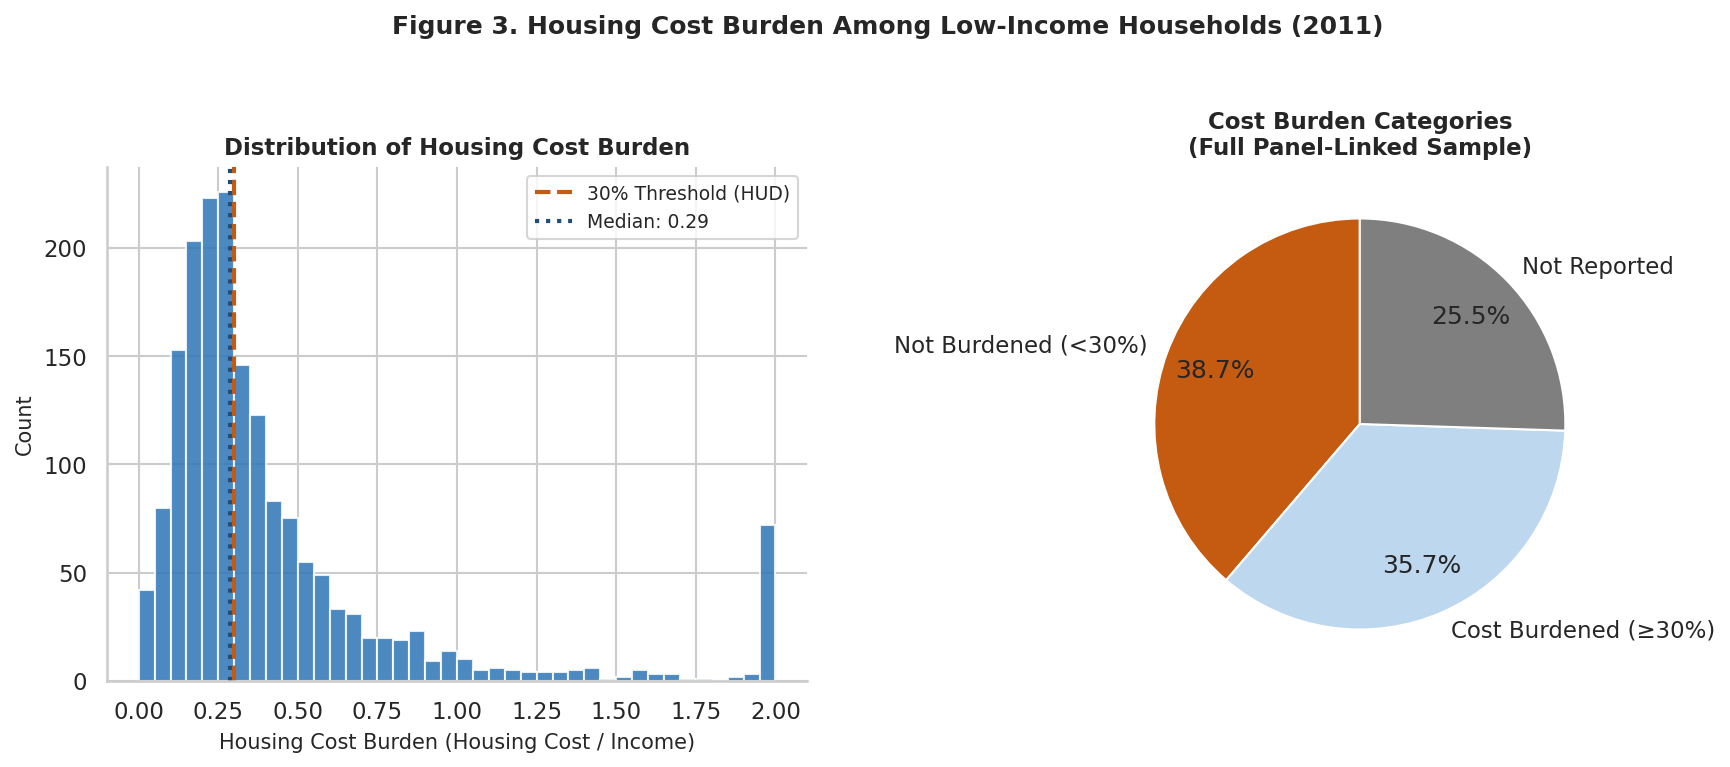 Figure 3. Housing Cost Burden Among Low-Income Households (2011)
Distribution of Housing Cost Burden
30% Threshold (HUD)
Median: 0.29
Count
200
150
100
50
0
0.00 0.25 0.50 0.75 1.00 1.25 1.50 1.75 2.00
Housing Cost Burden (Housing Cost / Income)
Cost Burden Categories
(Full Panel-Linked Sample)
Not Reported
25.5%
Not Burdened (<30%)
38.7%
35.7%
Cost Burdened (≥30%)